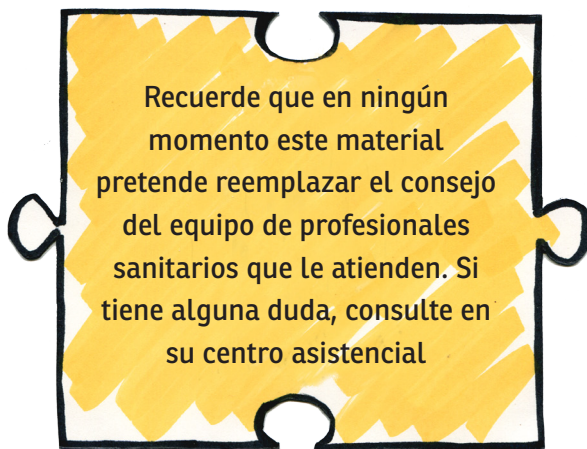 Recuerde que en ningún
momento este material
pretende reemplazar el consejo
del equipo de profesionales
sanitarios que le atienden. Si
tiene alguna duda, consulte en
su centro asistencial